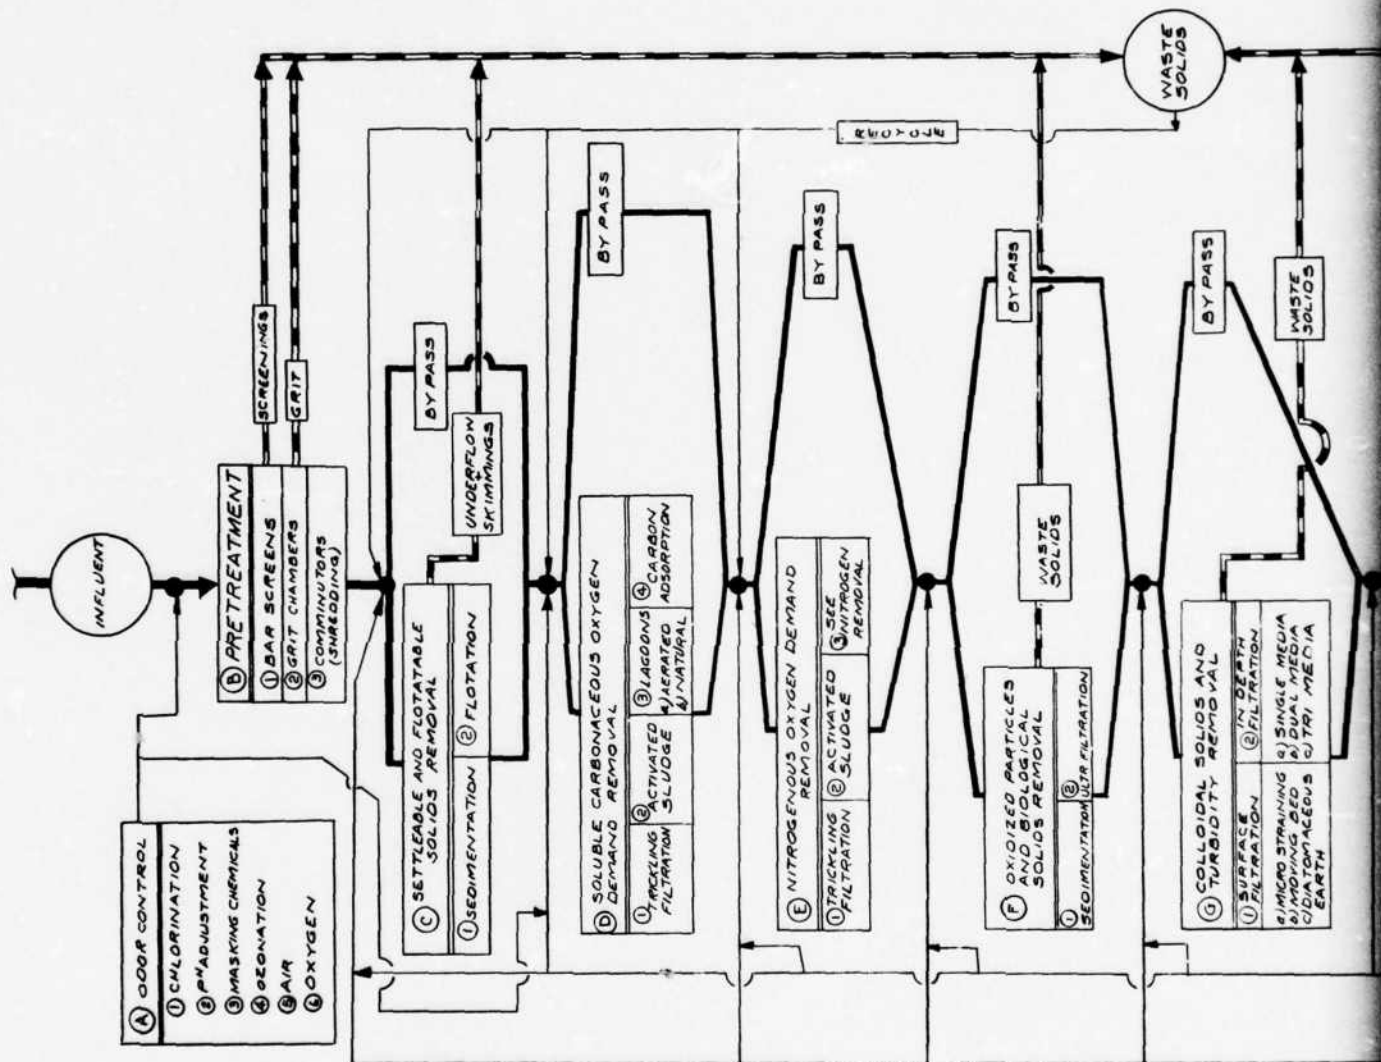 INFLUENT
WASTE
SOLIDS
RECYCLE
Ⓐ ODOR CONTROL
① CHLORINATION
② PH ADJUSTMENT
③ MASKING CHEMICALS
④ OZONATION
⑤ AIR
⑥ OXYGEN
Ⓑ PRETREATMENT
① BAR SCREENS
② GRIT CHAMBERS
③ COMMINUTORS
(SHREDDING)
SCREENINGS
GRIT
BY PASS
Ⓒ SETTLEABLE AND FLOTATABLE
SOLIDS REMOVAL
① SEDIMENTATION
② FLOTATION
UNDERFLOW
+
SKIMMINGS
BY PASS
Ⓓ SOLUBLE CARBONACEOUS OXYGEN
DEMAND REMOVAL
① TRICKLING
FILTRATION
② ACTIVATED
SLUDGE
③ LAGOONS
a) AERATED
b) NATURAL
④ CARBON
ADSORPTION
BY PASS
Ⓔ NITROGENOUS OXYGEN DEMAND
REMOVAL
① TRICKLING
FILTRATION
② ACTIVATED
SLUDGE
③ SEE
NITROGEN
REMOVAL
BY PASS
Ⓕ OXIDIZED PARTICLES
AND BIOLOGICAL
SOLIDS REMOVAL
① SEDIMENTATION
② ULTRFILTRATION
WASTE
SOLIDS
BY PASS
Ⓖ COLLOIDAL SOLIDS AND
TURBIDITY REMOVAL
① SURFACE
FILTRATION
a) MICRO STRAINING
b) MOVING BED
c) DIATOMACEOUS
EARTH
② IN DEPTH
FILTRATION
a) SINGLE MEDIA
b) DUAL MEDIA
c) TRI MEDIA
WASTE
SOLIDS